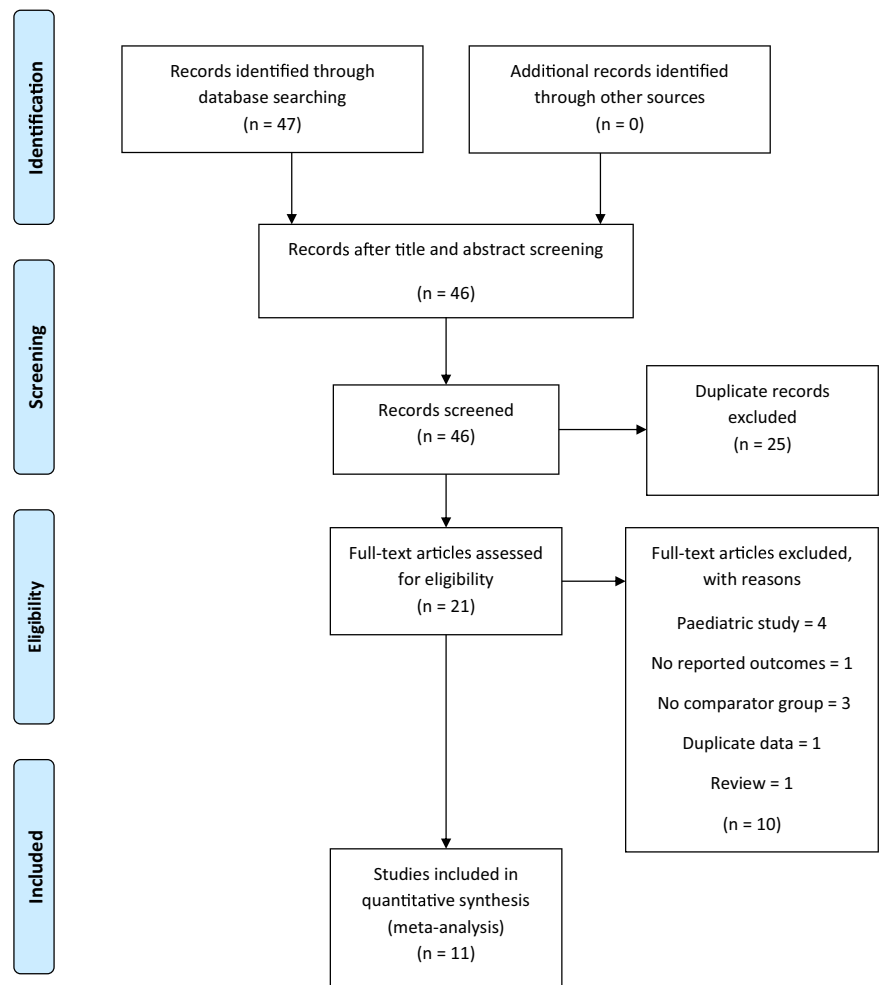 Identification
Records identified through
database searching
(n = 47)
Additional records identified
through other sources
(n = 0)
Records after title and abstract screening
(n = 46)
Screening
Records screened
(n = 46)
Duplicate records
excluded
(n = 25)
Eligibility
Full-text articles assessed
for eligibility
(n = 21)
Full-text articles excluded,
with reasons
Paediatric study = 4
No reported outcomes = 1
No comparator group = 3
Duplicate data = 1
Review = 1
(n = 10)
Included
Studies included in
quantitative synthesis
(meta-analysis)
(n = 11)